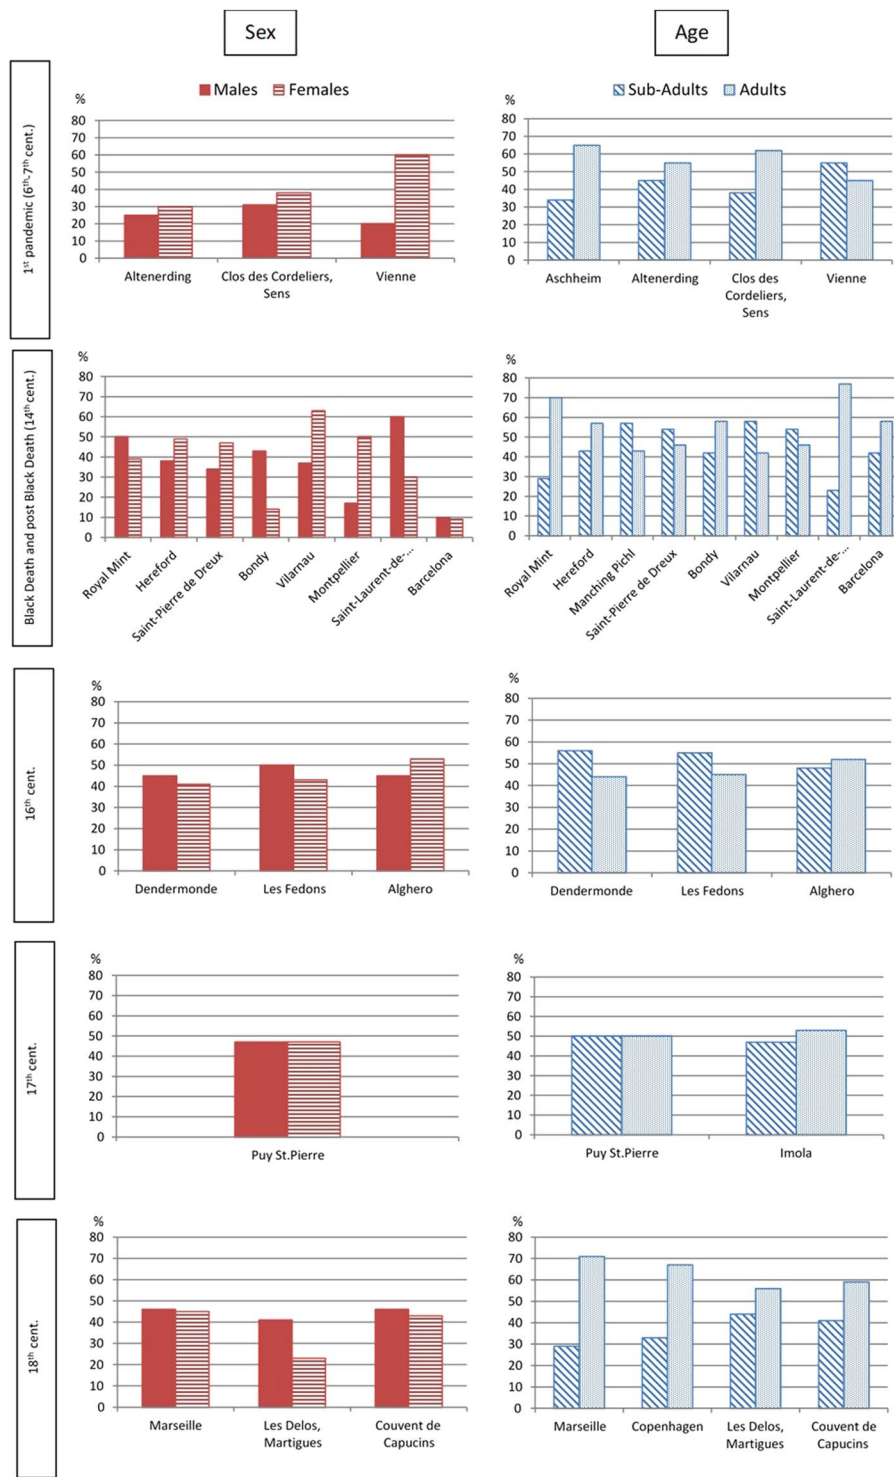 Sex
Age
1st pandemic (6th-7th cent.)
Males Females
%
80
70
60
50
40
30
20
10
0
Altenerding
Clos des Cordeliers,
Sens
Vienne
Sub-Adults Adults
%
80
70
60
50
40
30
20
10
0
Aschheim
Altenerding
Clos des
Cordeliers,
Sens
Vienne
Black Death and post Black Death (14th cent.)
%
80
70
60
50
40
30
20
10
0
Royal Mint
Hereford
Saint-Pierre de Dreux
Bondy
Vilarnau
Montpellier
Saint-Laurent-de-...
Barcelona
%
80
70
60
50
40
30
20
10
0
Royal Mint
Hereford
Manching Pichl
Saint-Pierre de Dreux
Bondy
Vilarnau
Montpellier
Saint-Laurent-de-...
Barcelona
16th cent.
%
80
70
60
50
40
30
20
10
0
Dendermonde
Les Fedons
Alghero
%
80
70
60
50
40
30
20
10
0
Dendermonde
Les Fedons
Alghero
17th cent.
%
80
70
60
50
40
30
20
10
0
Puy St.Pierre
%
80
70
60
50
40
30
20
10
0
Puy St.Pierre
Imola
18th cent.
%
80
70
60
50
40
30
20
10
0
Marseille
Les Delos,
Martigues
Couvent de
Capucins
%
80
70
60
50
40
30
20
10
0
Marseille
Copenhagen
Les Delos,
Martigues
Couvent de
Capucins